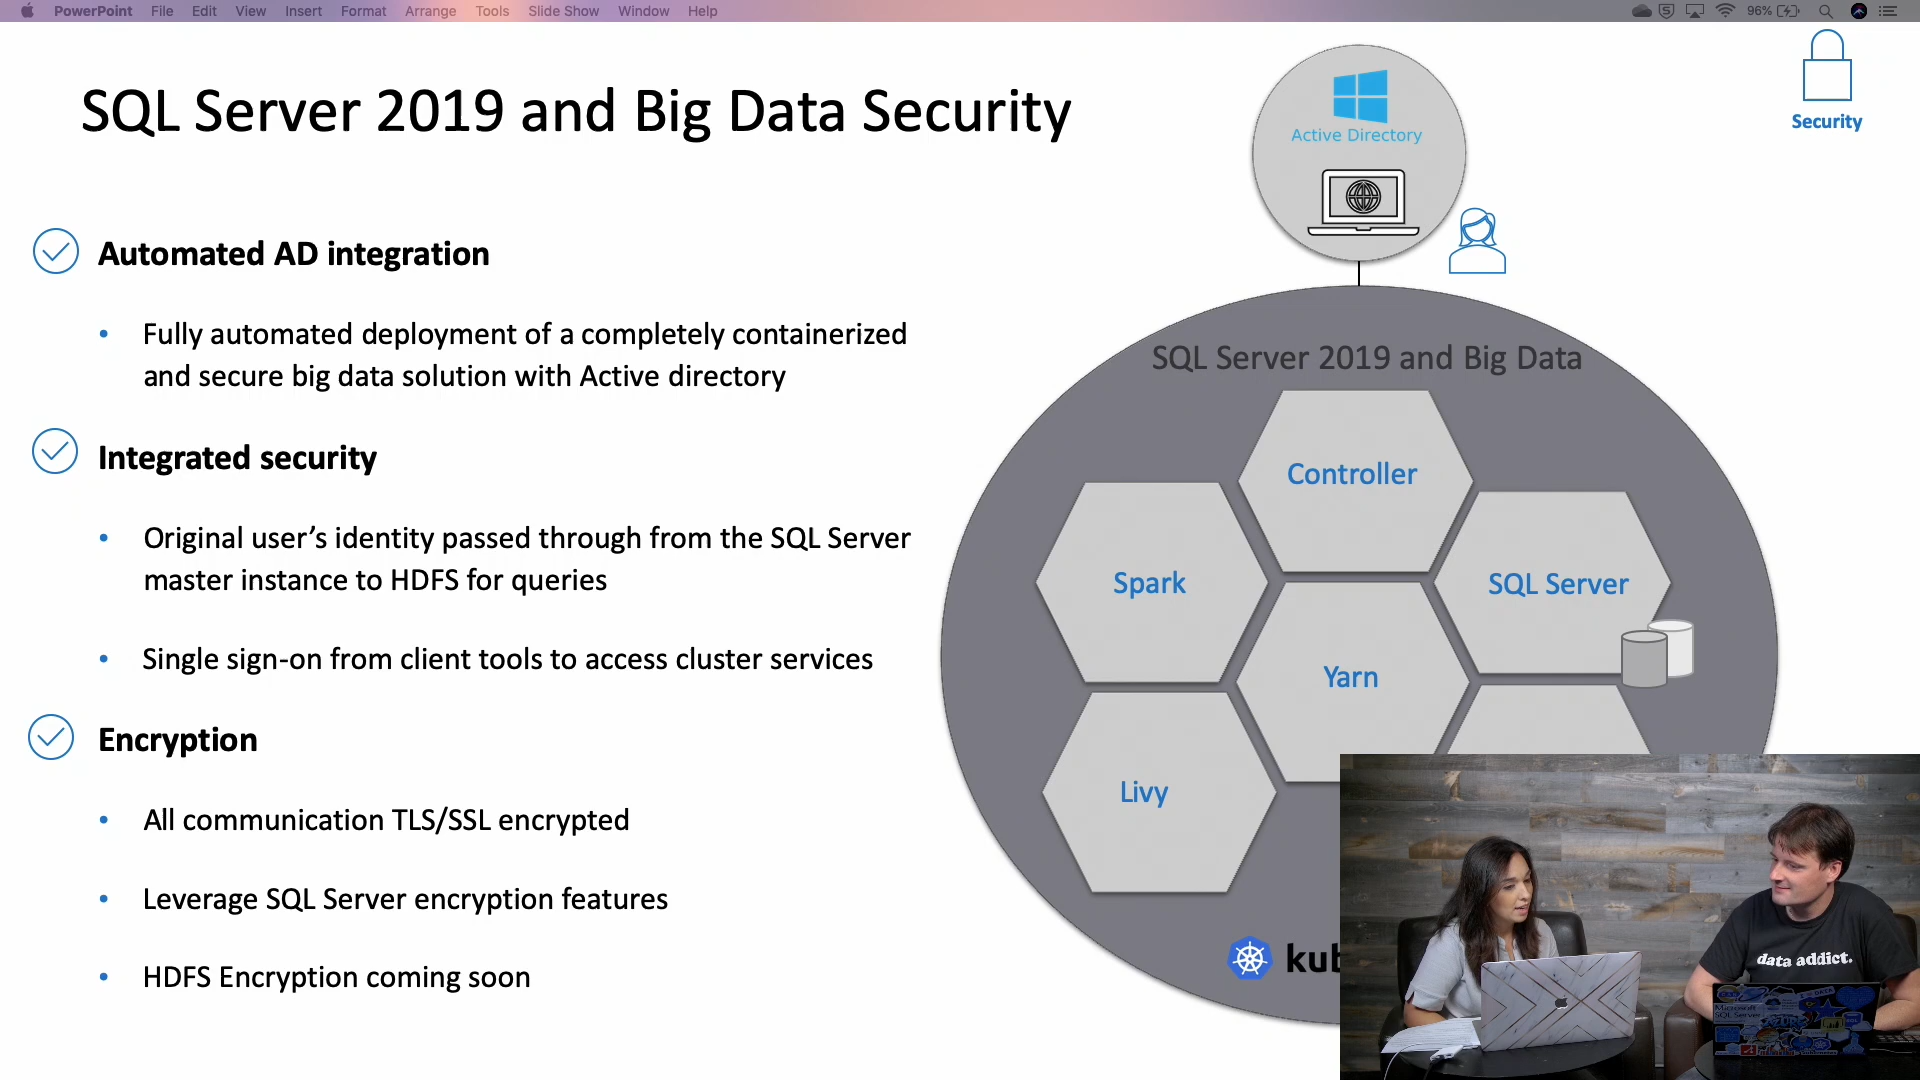 PowerPoint File Edit View Insert Format Arrange Tools Slide Show Window Help
96%
SQL Server 2019 and Big Data Security
Security
Active Directory
Automated AD integration
• Fully automated deployment of a completely containerized
and secure big data solution with Active directory
Integrated security
• Original user’s identity passed through from the SQL Server
master instance to HDFS for queries
• Single sign-on from client tools to access cluster services
Encryption
• All communication TLS/SSL encrypted
• Leverage SQL Server encryption features
• HDFS Encryption coming soon
SQL Server 2019 and Big Data
Controller
Spark
SQL Server
Yarn
Livy
kub
data addict.
Microsoft
SQL Server